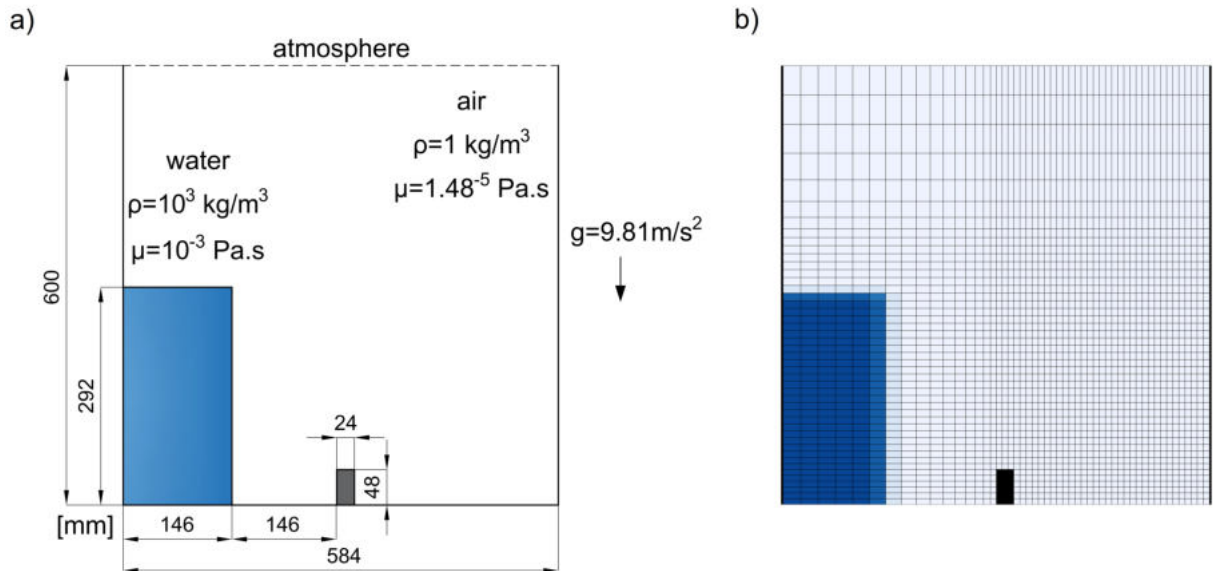 a)
b)
atmosphere
air
ρ=1 kg/m³
μ=1.48⁻⁵ Pa.s
water
ρ=10³ kg/m³
μ=10⁻³ Pa.s
g=9.81m/s²
600
292
24
48
[mm]
146
146
584